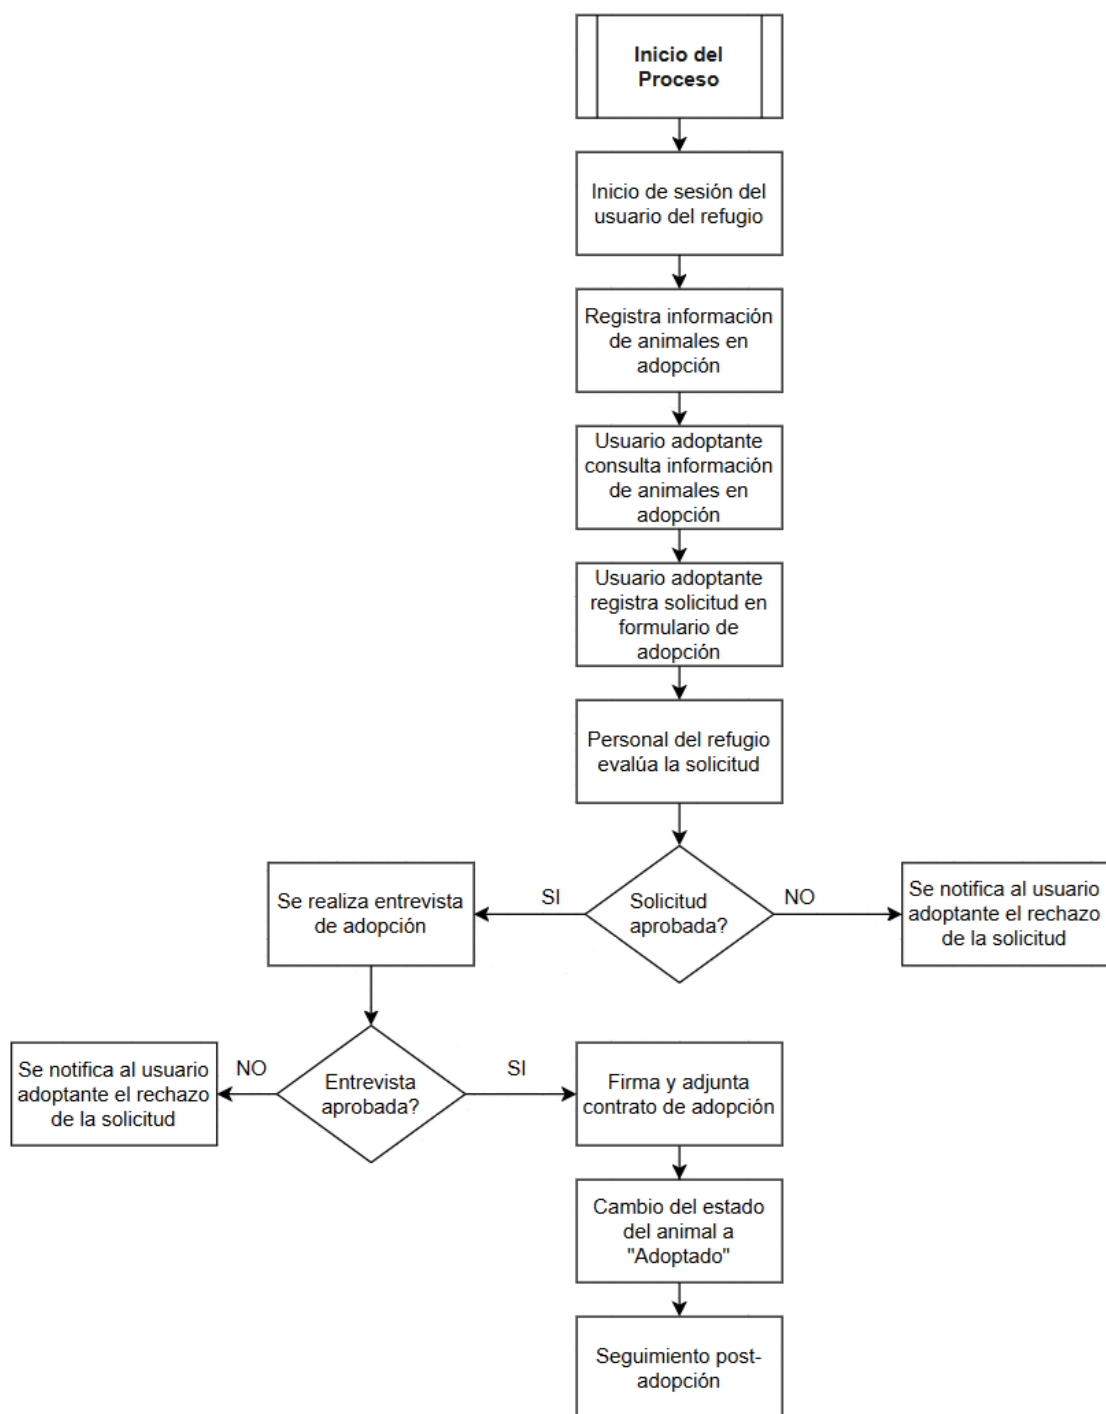 Inicio del
Proceso
Inicio de sesión del
usuario del refugio
Registra información
de animales en
adopción
Usuario adoptante
consulta información
de animales en
adopción
Usuario adoptante
registra solicitud en
formulario de
adopción
Personal del refugio
evalúa la solicitud
Solicitud
aprobada?
SI
NO
Se realiza entrevista
de adopción
Se notifica al usuario
adoptante el rechazo
de la solicitud
Entrevista
aprobada?
NO
SI
Se notifica al usuario
adoptante el rechazo
de la solicitud
Firma y adjunta
contrato de adopción
Cambio del estado
del animal a
"Adoptado"
Seguimiento post-
adopción